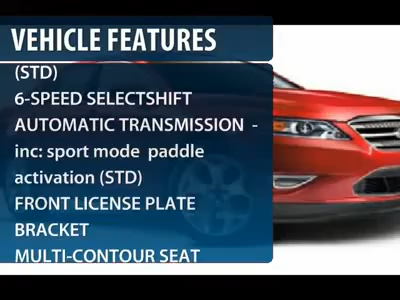 VEHICLE FEATURES
(STD)
6-SPEED SELECTSHIFT
AUTOMATIC TRANSMISSION -
inc: sport mode paddle
activation (STD)
FRONT LICENSE PLATE
BRACKET
MULTI-CONTOUR SEAT